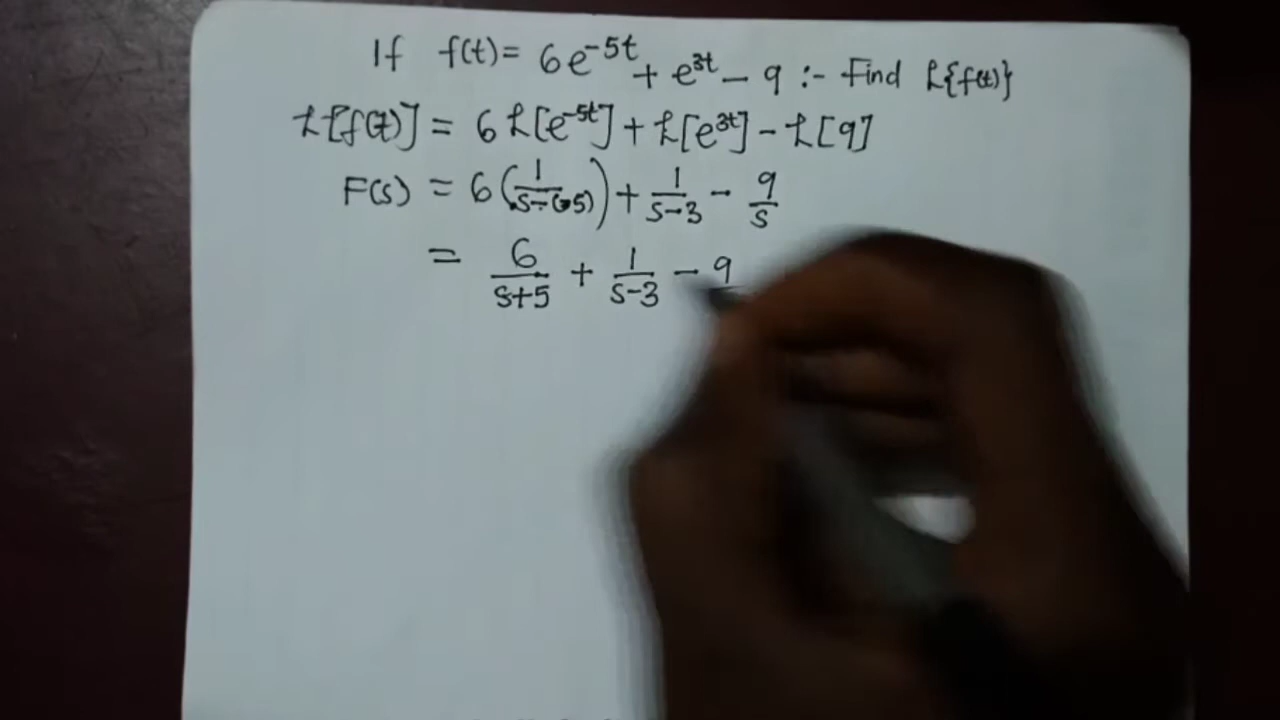 If f(t) = 6e^-5t + e^3t - 9 :- Find ℒ{f(t)}
ℒ[f(t)] = 6ℒ[e^-5t] + ℒ[e^3t] - ℒ[9]
F(s) = 6(1/(s-(-5))) + 1/(s-3) - 9/s
= 6/(s+5) + 1/(s-3) - 9